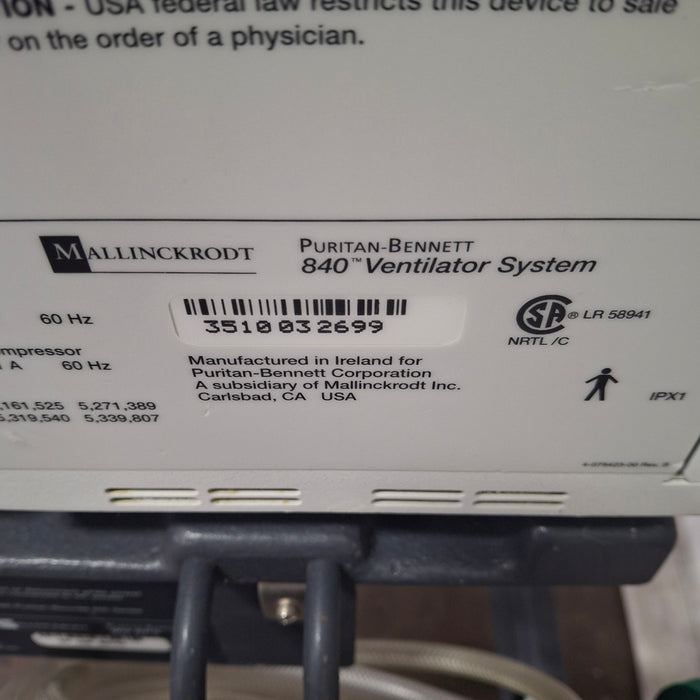 ION - USA federal law restricts this device to sale
on the order of a physician.
MALLINCKRODT
PURITAN-BENNETT
840™ Ventilator System
60 Hz
3510032699
® LR 58941
NRTL /C
mpressor
A 60 Hz
Manufactured in Ireland for
Puritan-Bennett Corporation
A subsidiary of Mallinckrodt Inc.
Carlsbad, CA USA
,161,525 5,271,389
5,319,540 5,339,807
IPX1